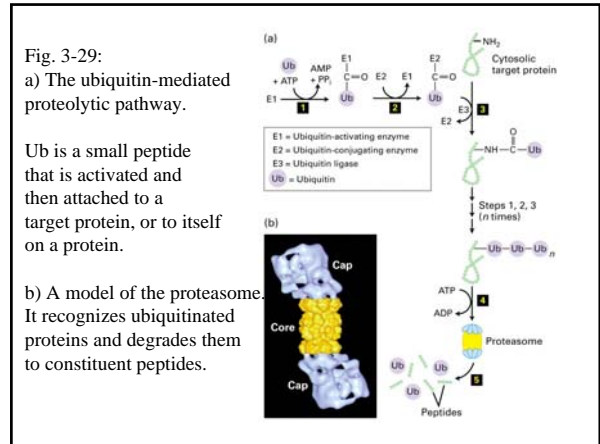 Fig. 3-29:
a) The ubiquitin-mediated
proteolytic pathway.
Ub is a small peptide
that is activated and
then attached to a
target protein, or to itself
on a protein.
b) A model of the proteasome.
It recognizes ubiquitinated
proteins and degrades them
to constituent peptides.
(a)
Ub
+ ATP
AMP
+ PPi
E1
1
E1
C=O
Ub
E2
E1
2
E2
C=O
Ub
NH2
Cytosolic
target protein
E3
E2
3
O
NH—C—Ub
Steps 1, 2, 3
(n times)
Ub—Ub—Ub n
ATP
ADP
4
Proteasome
5
Ub
Ub
Ub
Peptides
E1 = Ubiquitin-activating enzyme
E2 = Ubiquitin-conjugating enzyme
E3 = Ubiquitin ligase
Ub = Ubiquitin
(b)
Cap
Core
Cap